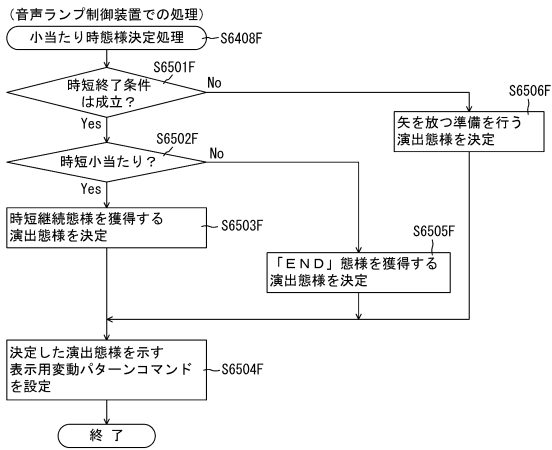 （音声ランプ制御装置での処理）
小当たり時態様決定処理
S6408F
S6501F
時短終了条件
は成立？
No
Yes
S6506F
矢を放つ準備を行う
演出態様を決定
S6502F
時短小当たり？
No
Yes
時短継続態様を獲得する
演出態様を決定
S6503F
S6505F
「ＥＮＤ」態様を獲得する
演出態様を決定
決定した演出態様を示す
表示用変動パターンコマンド
を設定
S6504F
終 了